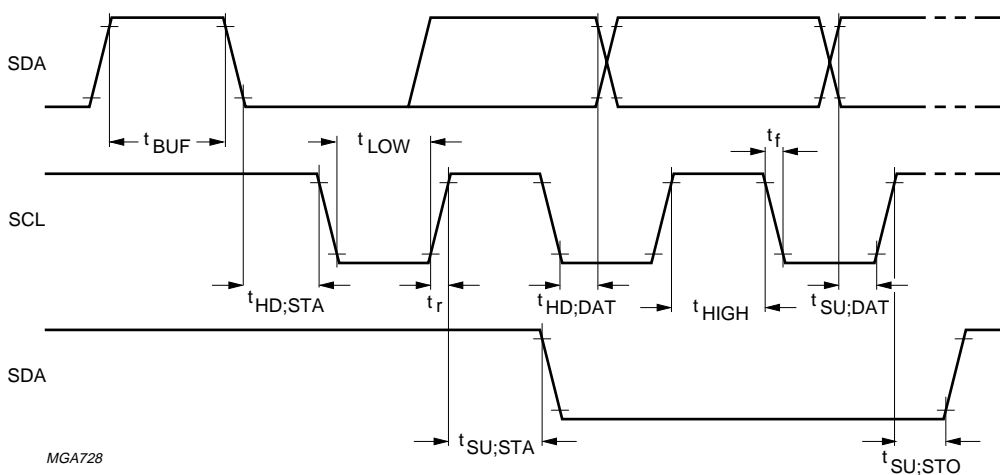 SDA
t BUF
t LOW
t f
SCL
t HD;STA
t r
t HD;DAT
t HIGH
t SU;DAT
SDA
t SU;STA
t SU;STO
MGA728